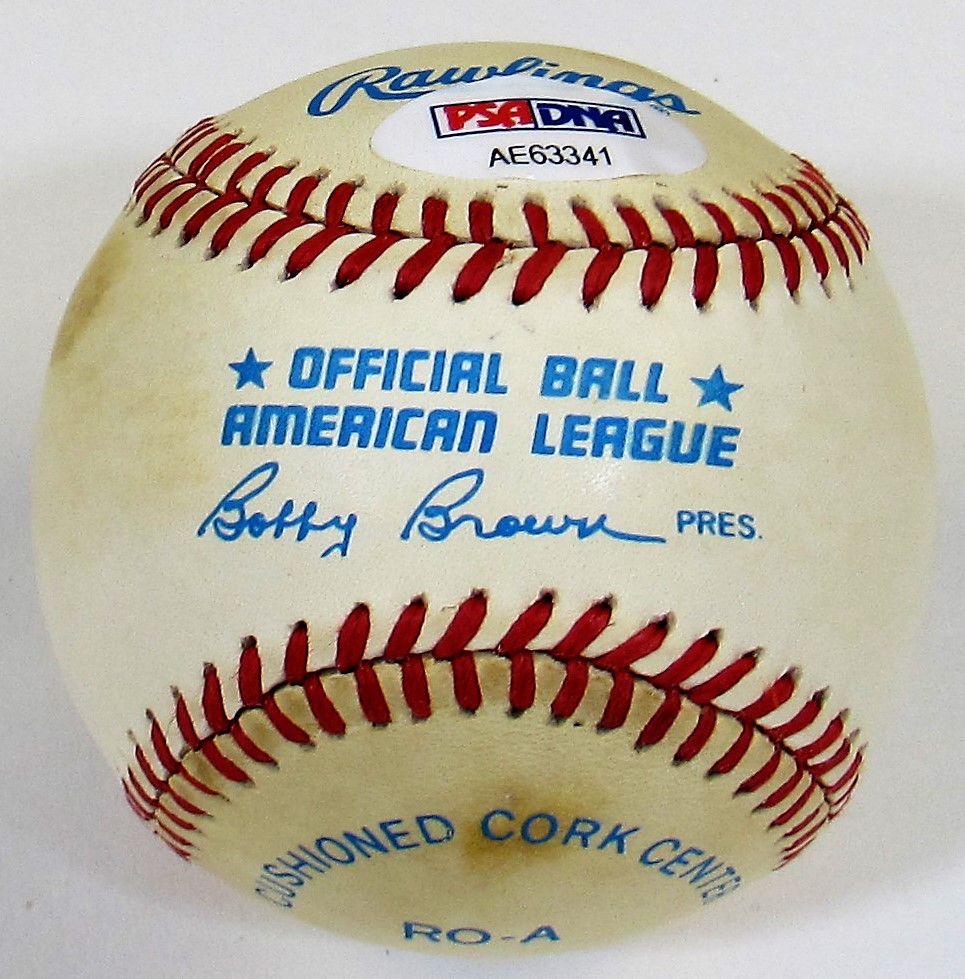 Rawlings
PSA DNA
AE63341
★ OFFICIAL BALL ★
AMERICAN LEAGUE
Bobby Brown PRES.
CUSHIONED CORK CENTER
RO-A